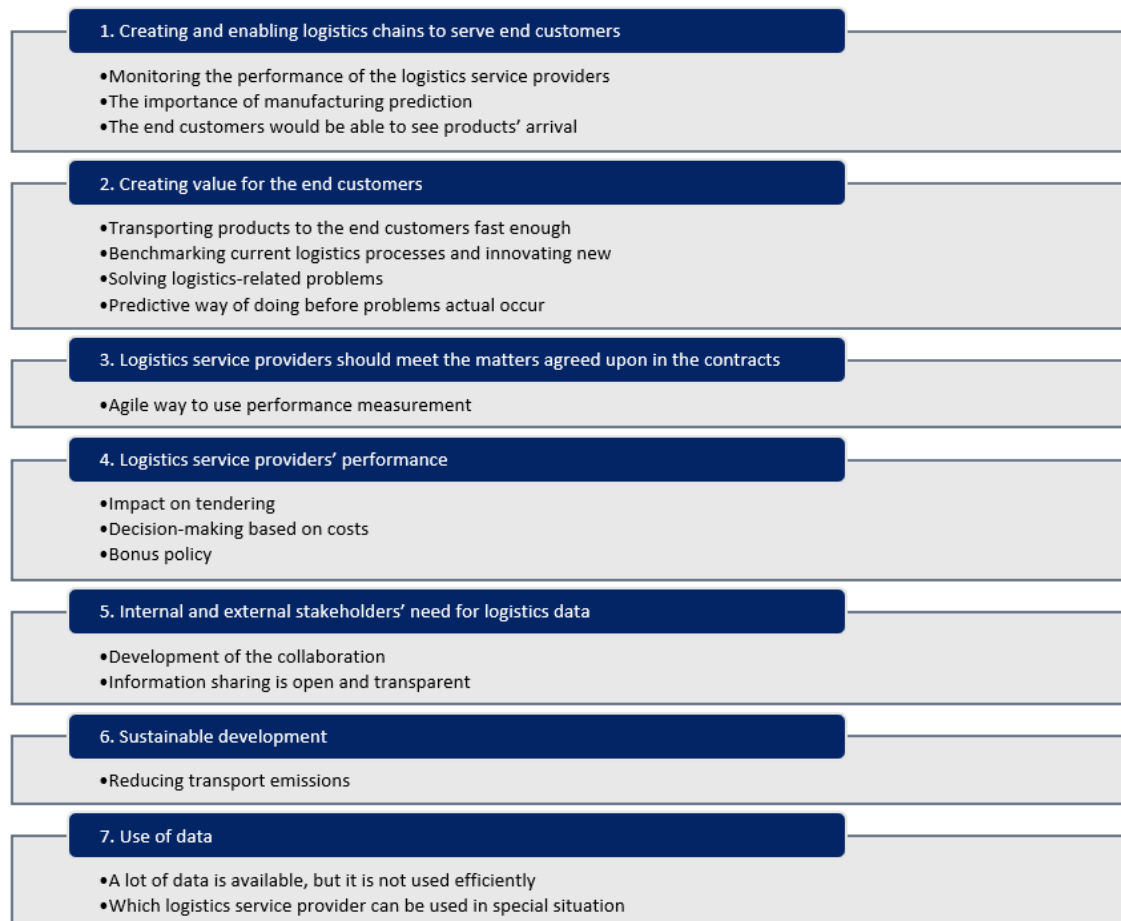 1. Creating and enabling logistics chains to serve end customers
•Monitoring the performance of the logistics service providers
•The importance of manufacturing prediction
•The end customers would be able to see products’ arrival
2. Creating value for the end customers
•Transporting products to the end customers fast enough
•Benchmarking current logistics processes and innovating new
•Solving logistics-related problems
•Predictive way of doing before problems actual occur
3. Logistics service providers should meet the matters agreed upon in the contracts
•Agile way to use performance measurement
4. Logistics service providers’ performance
•Impact on tendering
•Decision-making based on costs
•Bonus policy
5. Internal and external stakeholders’ need for logistics data
•Development of the collaboration
•Information sharing is open and transparent
6. Sustainable development
•Reducing transport emissions
7. Use of data
•A lot of data is available, but it is not used efficiently
•Which logistics service provider can be used in special situation